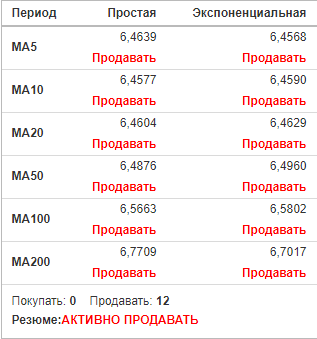 Период Простая Экспоненциальная
6,4639 6,4568
MA5
Продавать Продавать
6,4577 6,4590
MA10
Продавать Продавать
6,4604 6,4629
MA20
Продавать Продавать
6,4876 6,4960
MA50
Продавать Продавать
6,5663 6,5802
MA100
Продавать Продавать
6,7709 6,7017
MA200
Продавать Продавать
Покупать: 0 Продавать: 12
Резюме:АКТИВНО ПРОДАВАТЬ